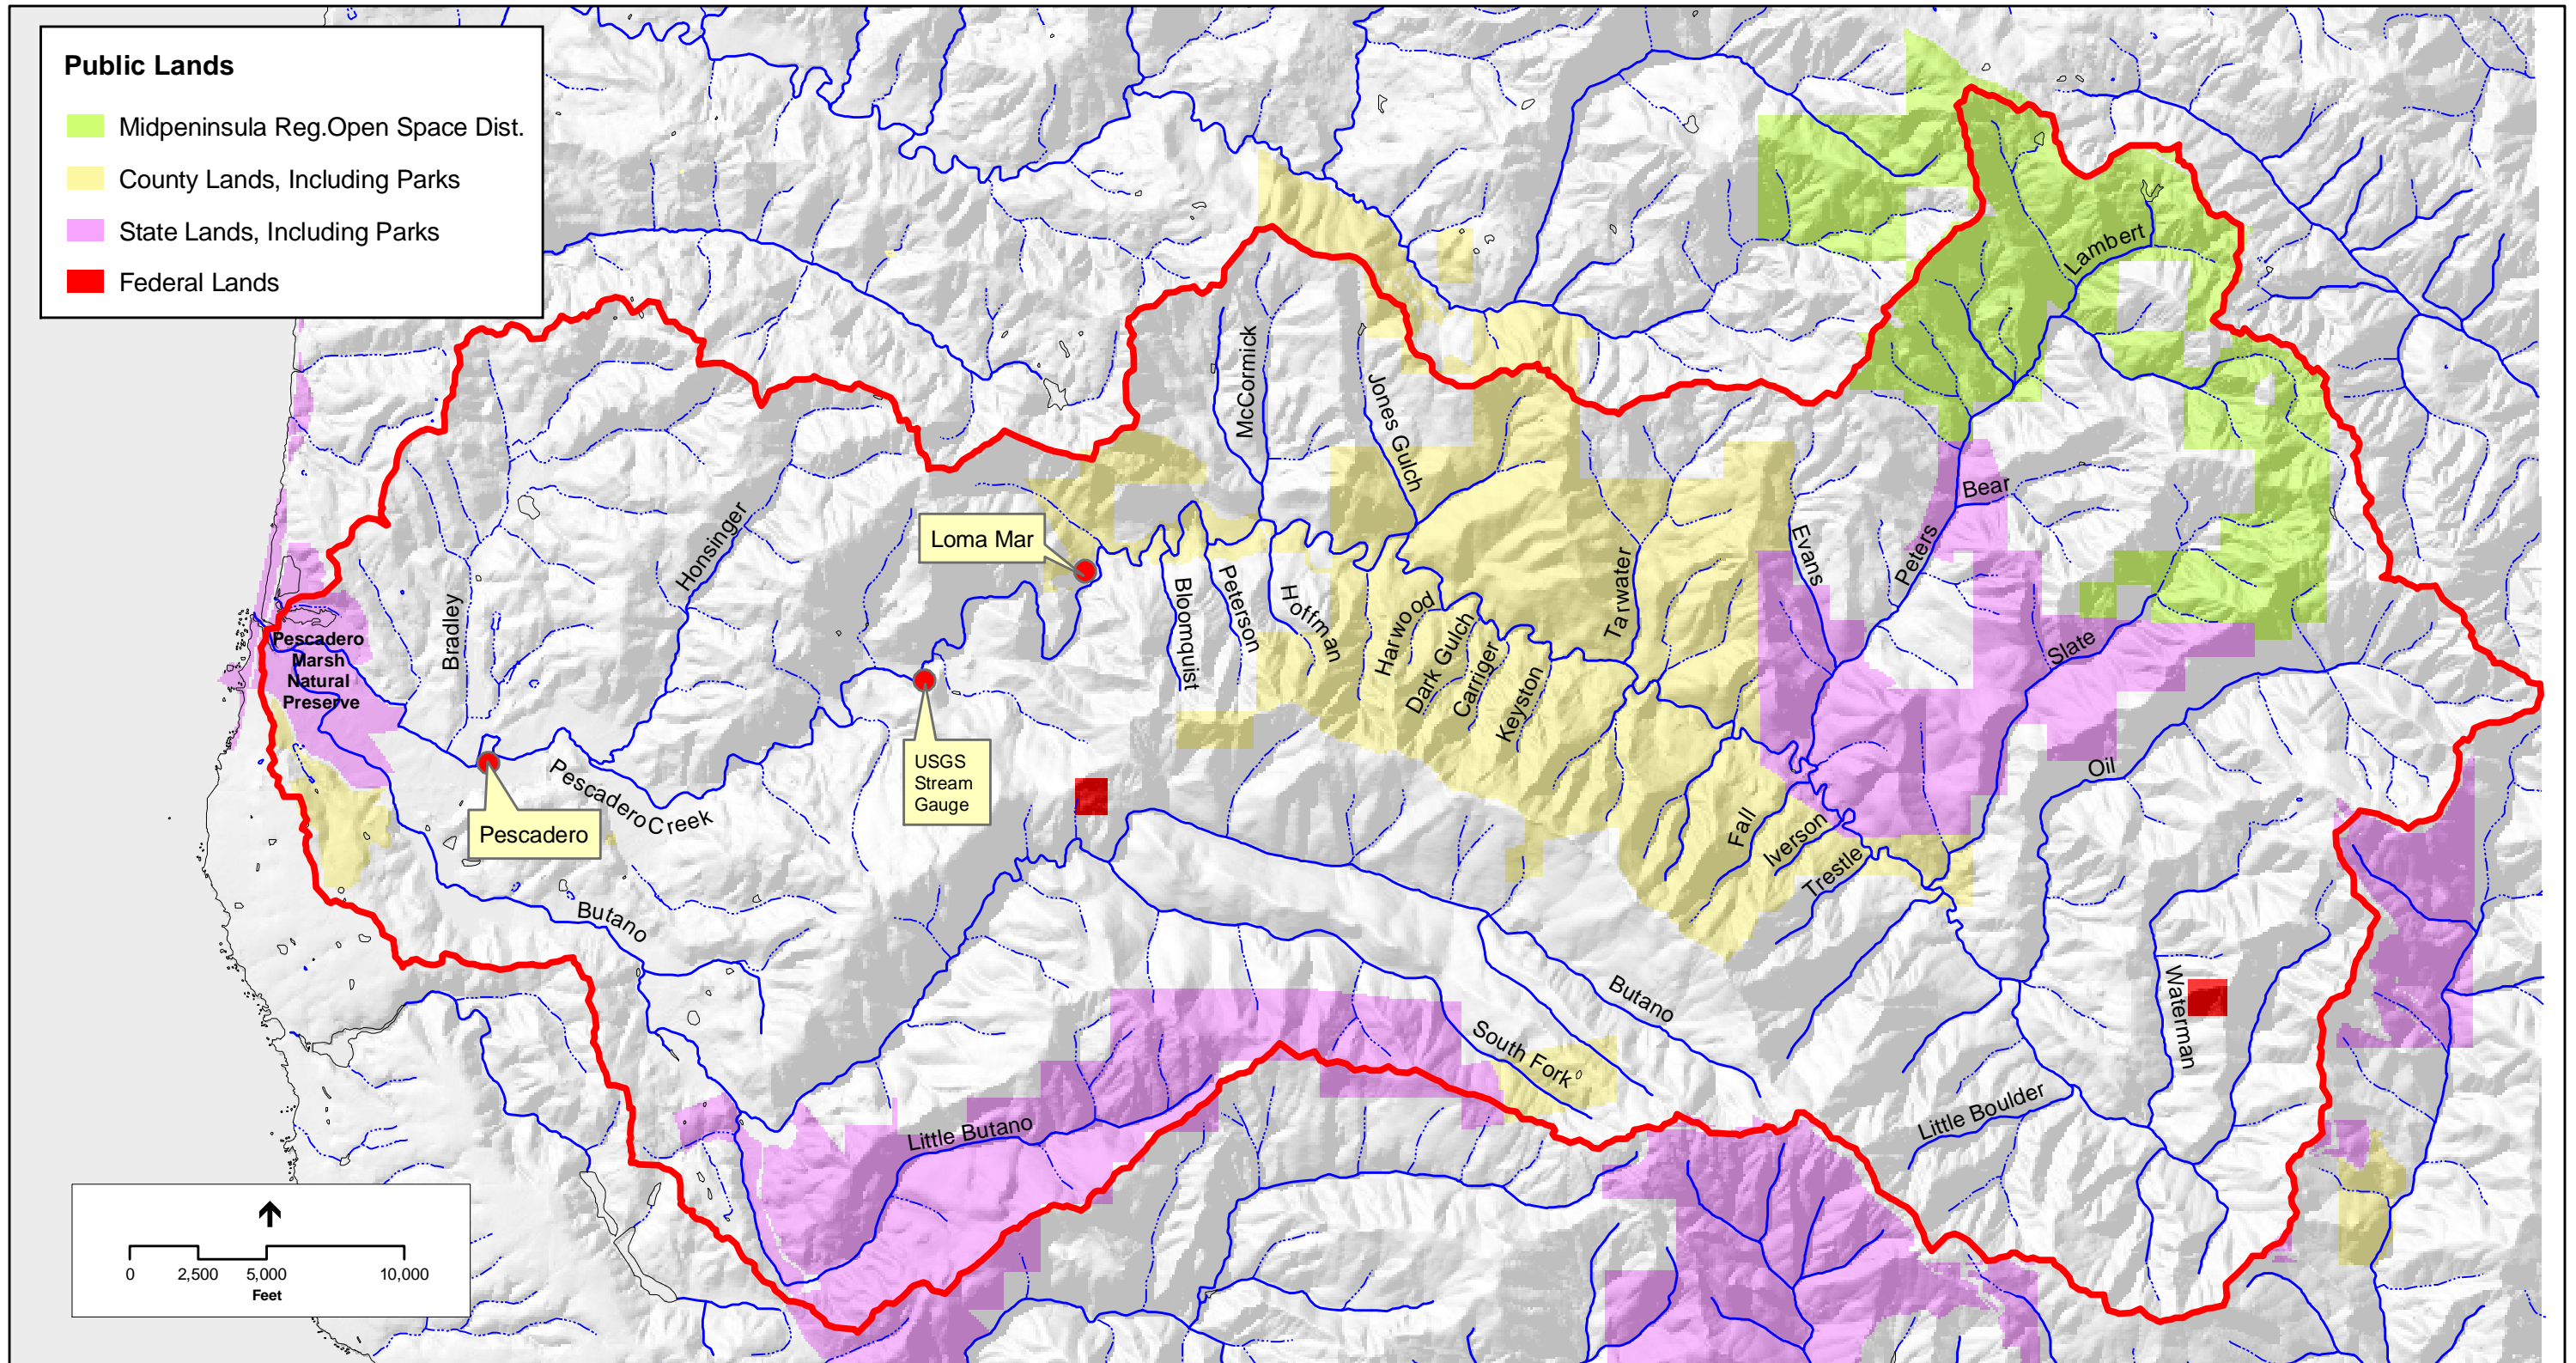 Public Lands
Midpeninsula Reg.Open Space Dist.
County Lands, Including Parks
State Lands, Including Parks
Federal Lands
Lambert
McCormick
Jones Gulch
Bear
Honsinger
Loma Mar
Evans
Peters
Bradley
Bloomquist
Peterson
Hoffman
Harwood
Dark Gulch
Carriger
Keyston
Tarwater
Slate
Pescadero
Marsh
Natural
Preserve
USGS
Stream
Gauge
Oil
Pescadero Creek
Pescadero
Fall
Iverson
Trestle
Butano
Butano
South Fork
Waterman
Little Boulder
Little Butano
0
2,500
5,000
10,000
Feet